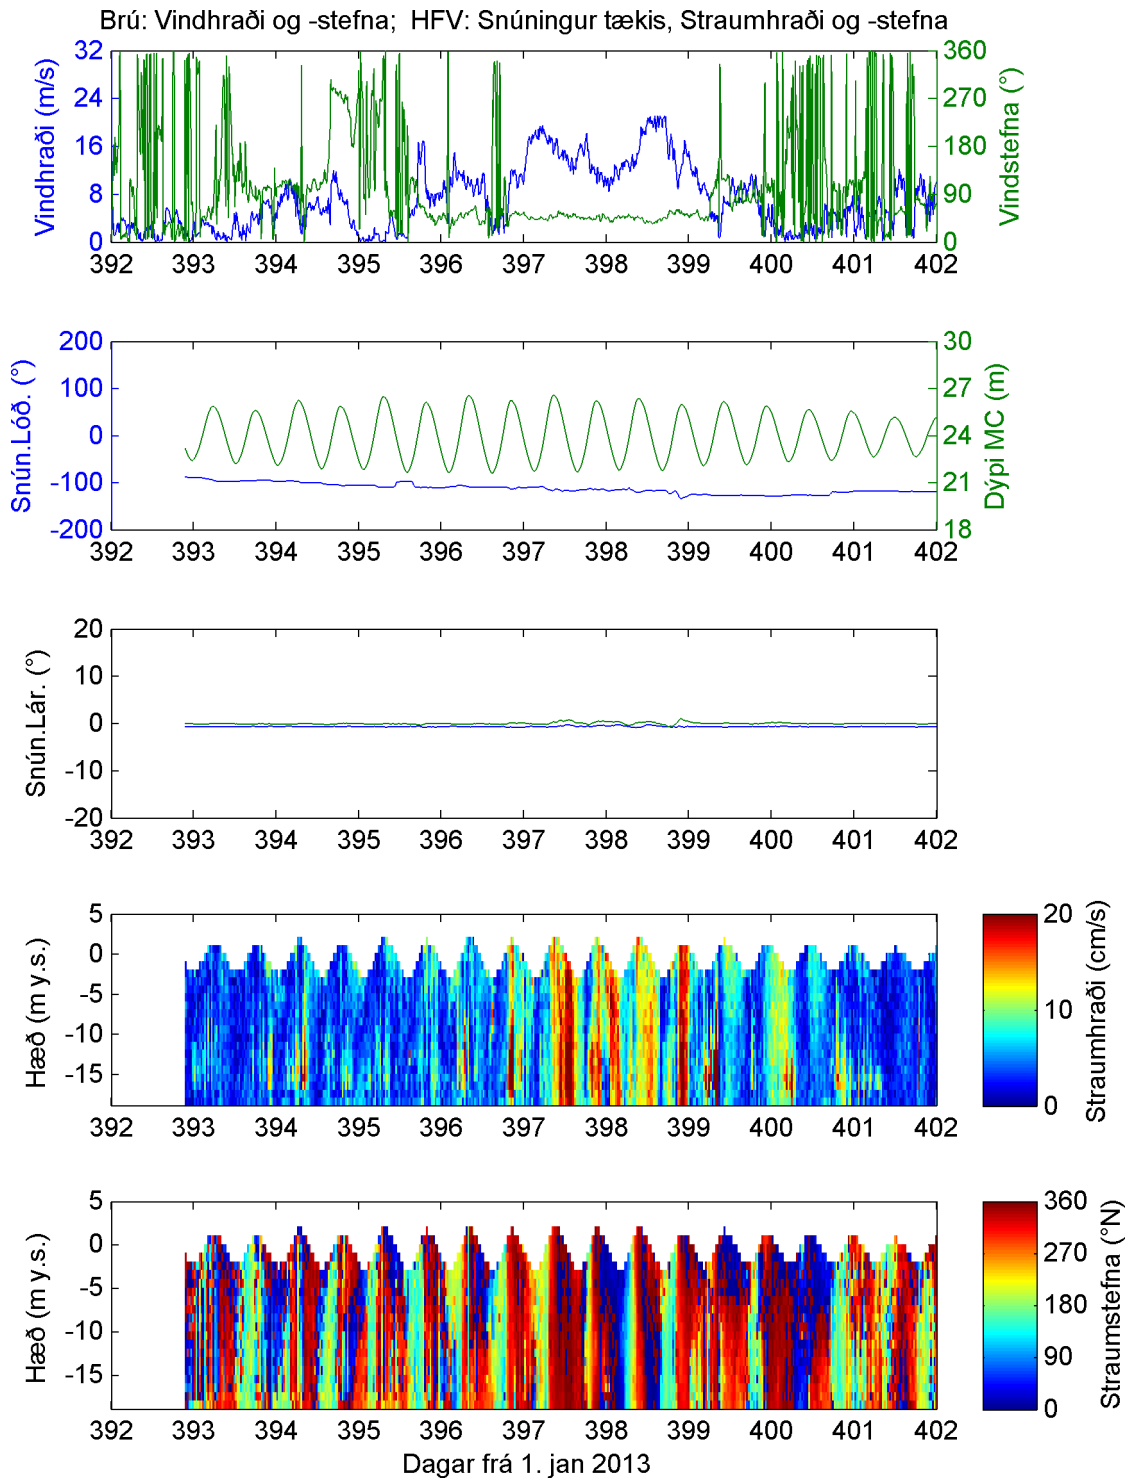 Brú: Vindhraði og -stefna;  HFV: Snúningur tækis, Straumhraði og -stefna
Vindhraði (m/s)
32
24
16
8
0
360
270
180
90
0
Vindstefna (°)
392 393 394 395 396 397 398 399 400 401 402
Snún.Lóð. (°)
200
100
0
-100
-200
30
27
24
21
18
Dýpi MC (m)
392 393 394 395 396 397 398 399 400 401 402
Snún.Lár. (°)
20
10
0
-10
-20
392 393 394 395 396 397 398 399 400 401 402
Hæð (m y.s.)
5
0
-5
-10
-15
392 393 394 395 396 397 398 399 400 401 402
20
10
0
Straumhraði (cm/s)
Hæð (m y.s.)
5
0
-5
-10
-15
392 393 394 395 396 397 398 399 400 401 402
360
270
180
90
0
Straumstefna (°N)
Dagar frá 1. jan 2013